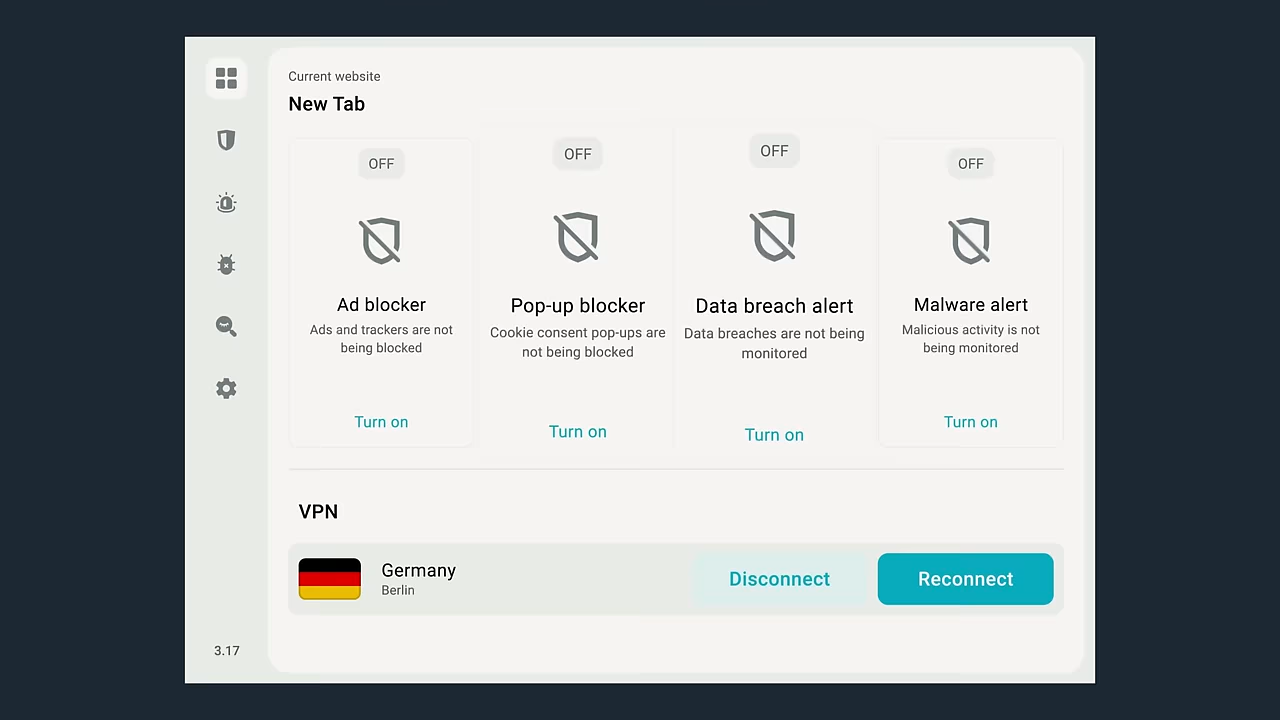 Current website
New Tab
OFF
OFF
OFF
OFF
Ad blocker
Ads and trackers are not
being blocked
Turn on
Pop-up blocker
Cookie consent pop-ups are
not being blocked
Turn on
Data breach alert
Data breaches are not being
monitored
Turn on
Malware alert
Malicious activity is not
being monitored
Turn on
VPN
Germany
Berlin
Disconnect
Reconnect
3.17